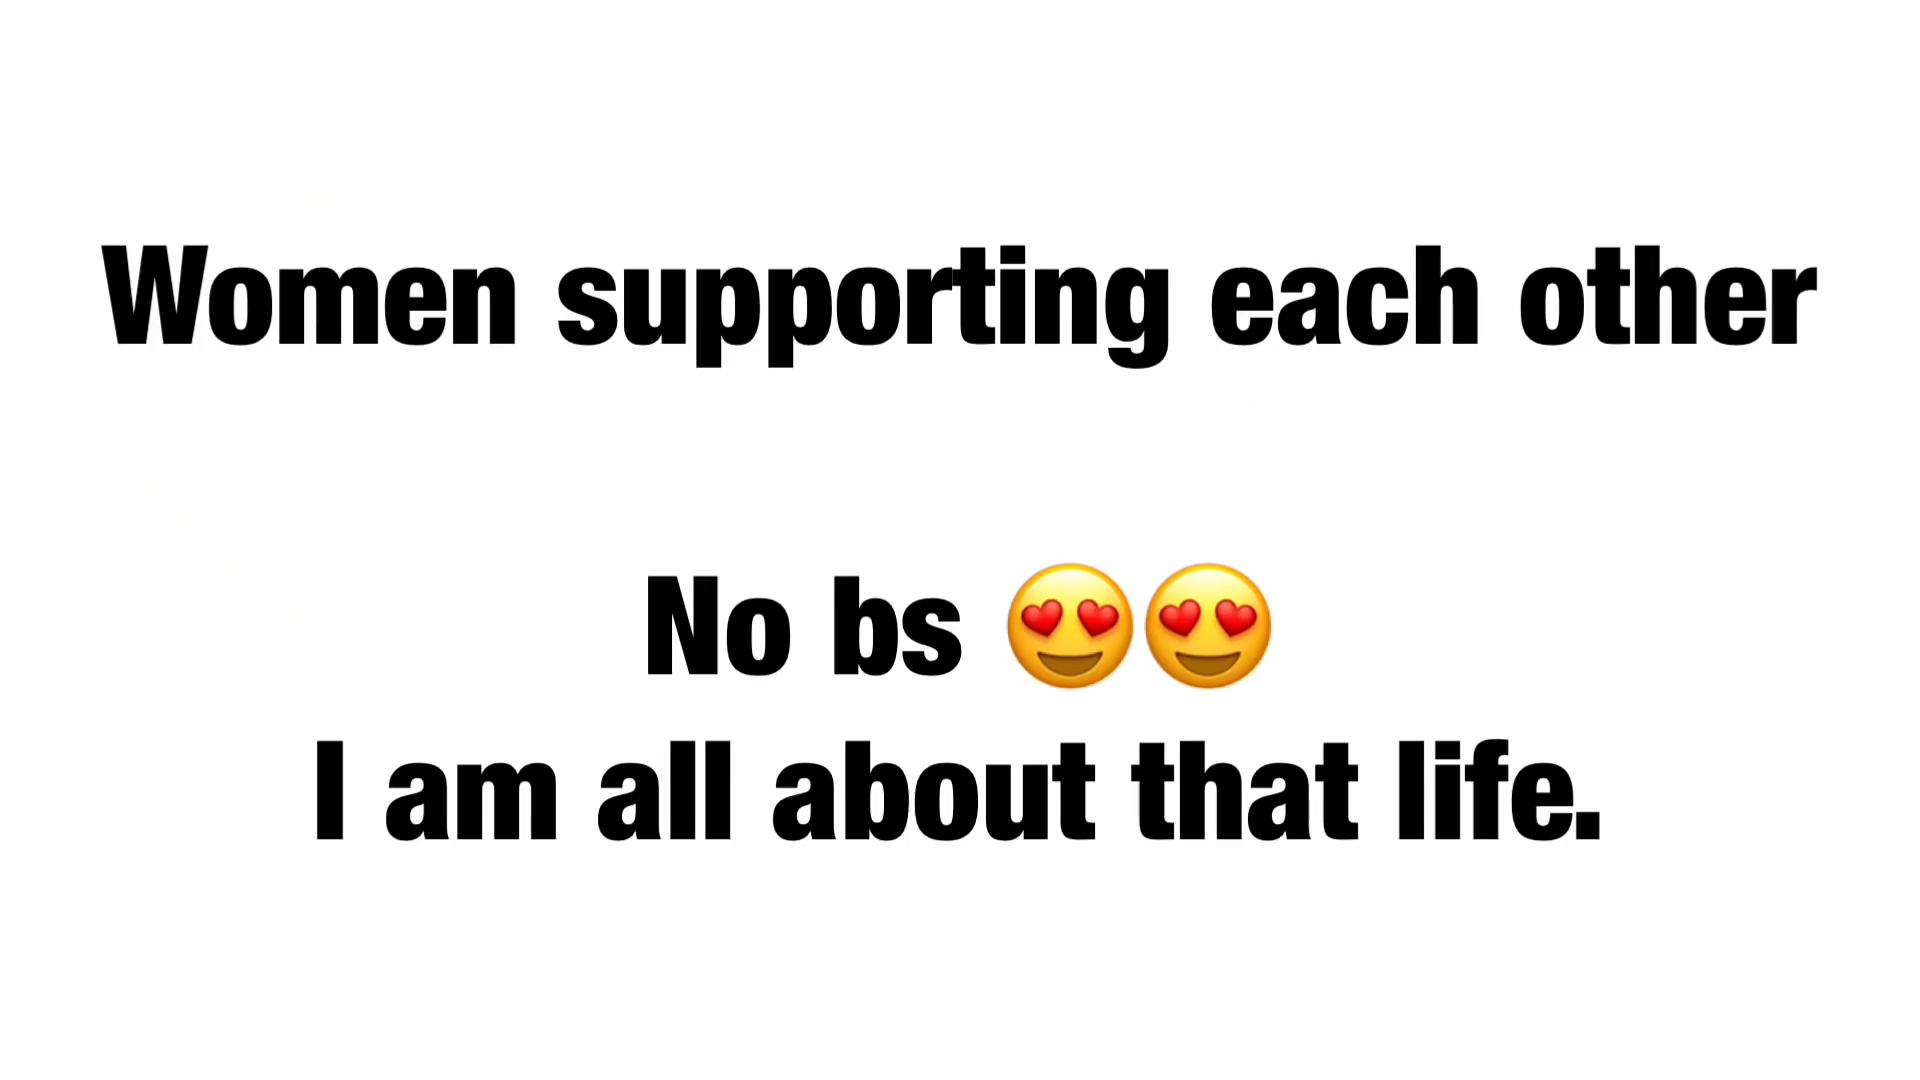 Women supporting each other
No bs 😍😍
I am all about that life.